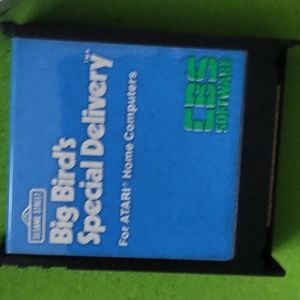 SESAME STREET
Big Bird's
Special Delivery™
For ATARI® Home Computers
CBS
SOFTWARE